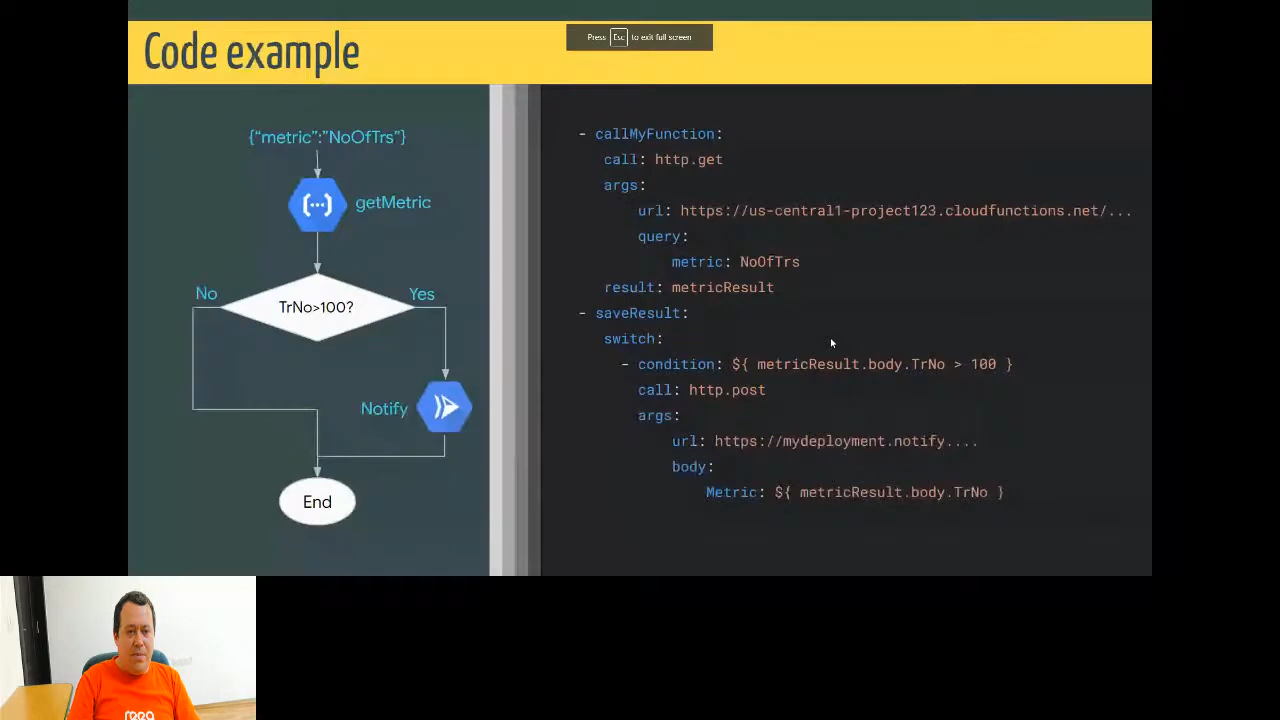 Code example
Press Esc to exit full screen
{“metric”:”NoOfTrs”}
getMetric
No
Yes
TrNo>100?
Notify
End
- callMyFunction:
call: http.get
args:
url: https://us-central1-project123.cloudfunctions.net/...
query:
metric: NoOfTrs
result: metricResult
- saveResult:
switch:
- condition: ${ metricResult.body.TrNo > 100 }
call: http.post
args:
url: https://mydeployment.notify....
body:
Metric: ${ metricResult.body.TrNo }